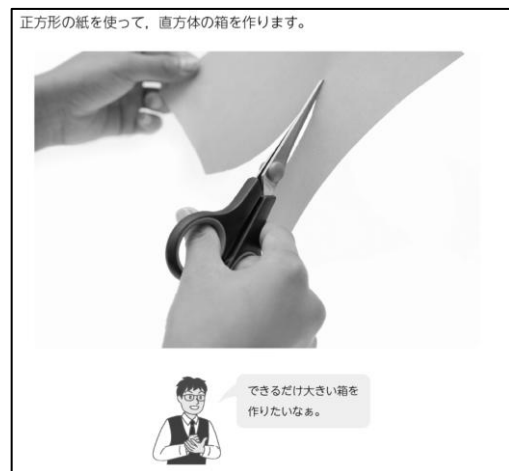 正方形の紙を使って，直方体の箱を作ります。
できるだけ大きい箱を
作りたいなぁ。